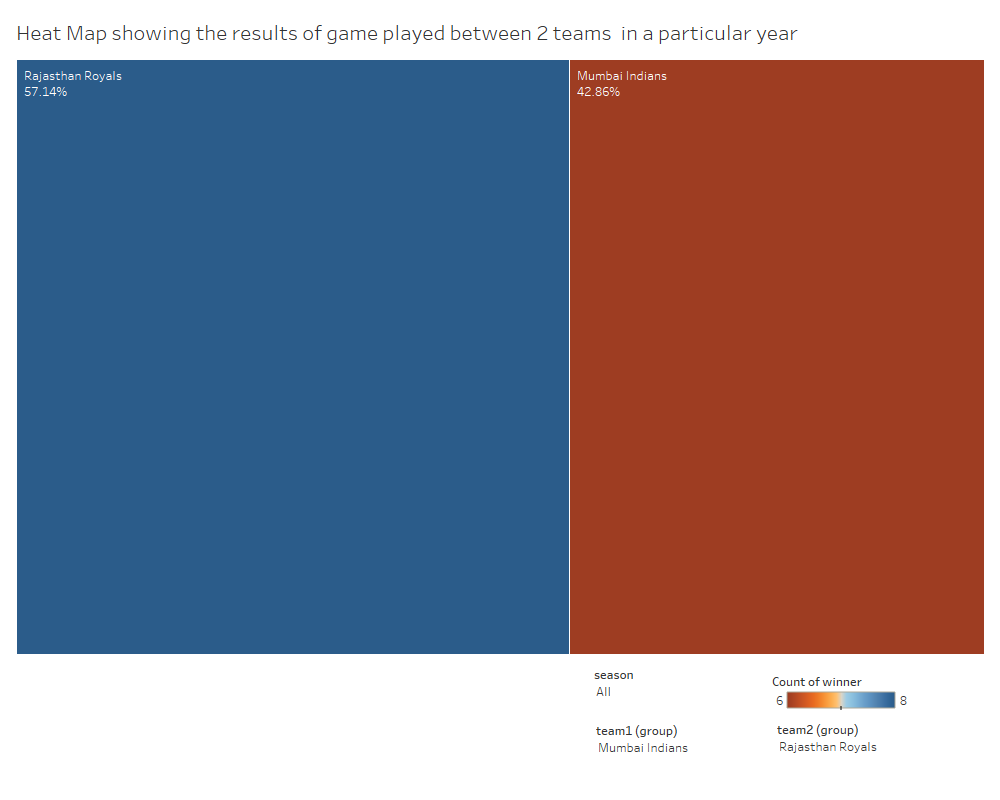 Heat Map showing the results of game played between 2 teams  in a particular year
Rajasthan Royals
57.14%
Mumbai Indians
42.86%
season
All
Count of winner
6 8
team1 (group)
Mumbai Indians
team2 (group)
Rajasthan Royals